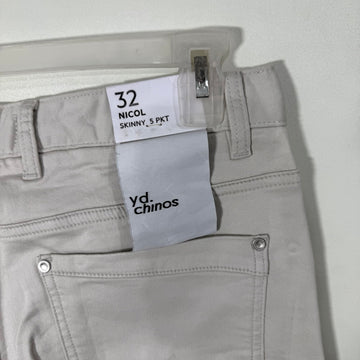 32
NICOL
SKINNY 5 PKT
yd.
chinos